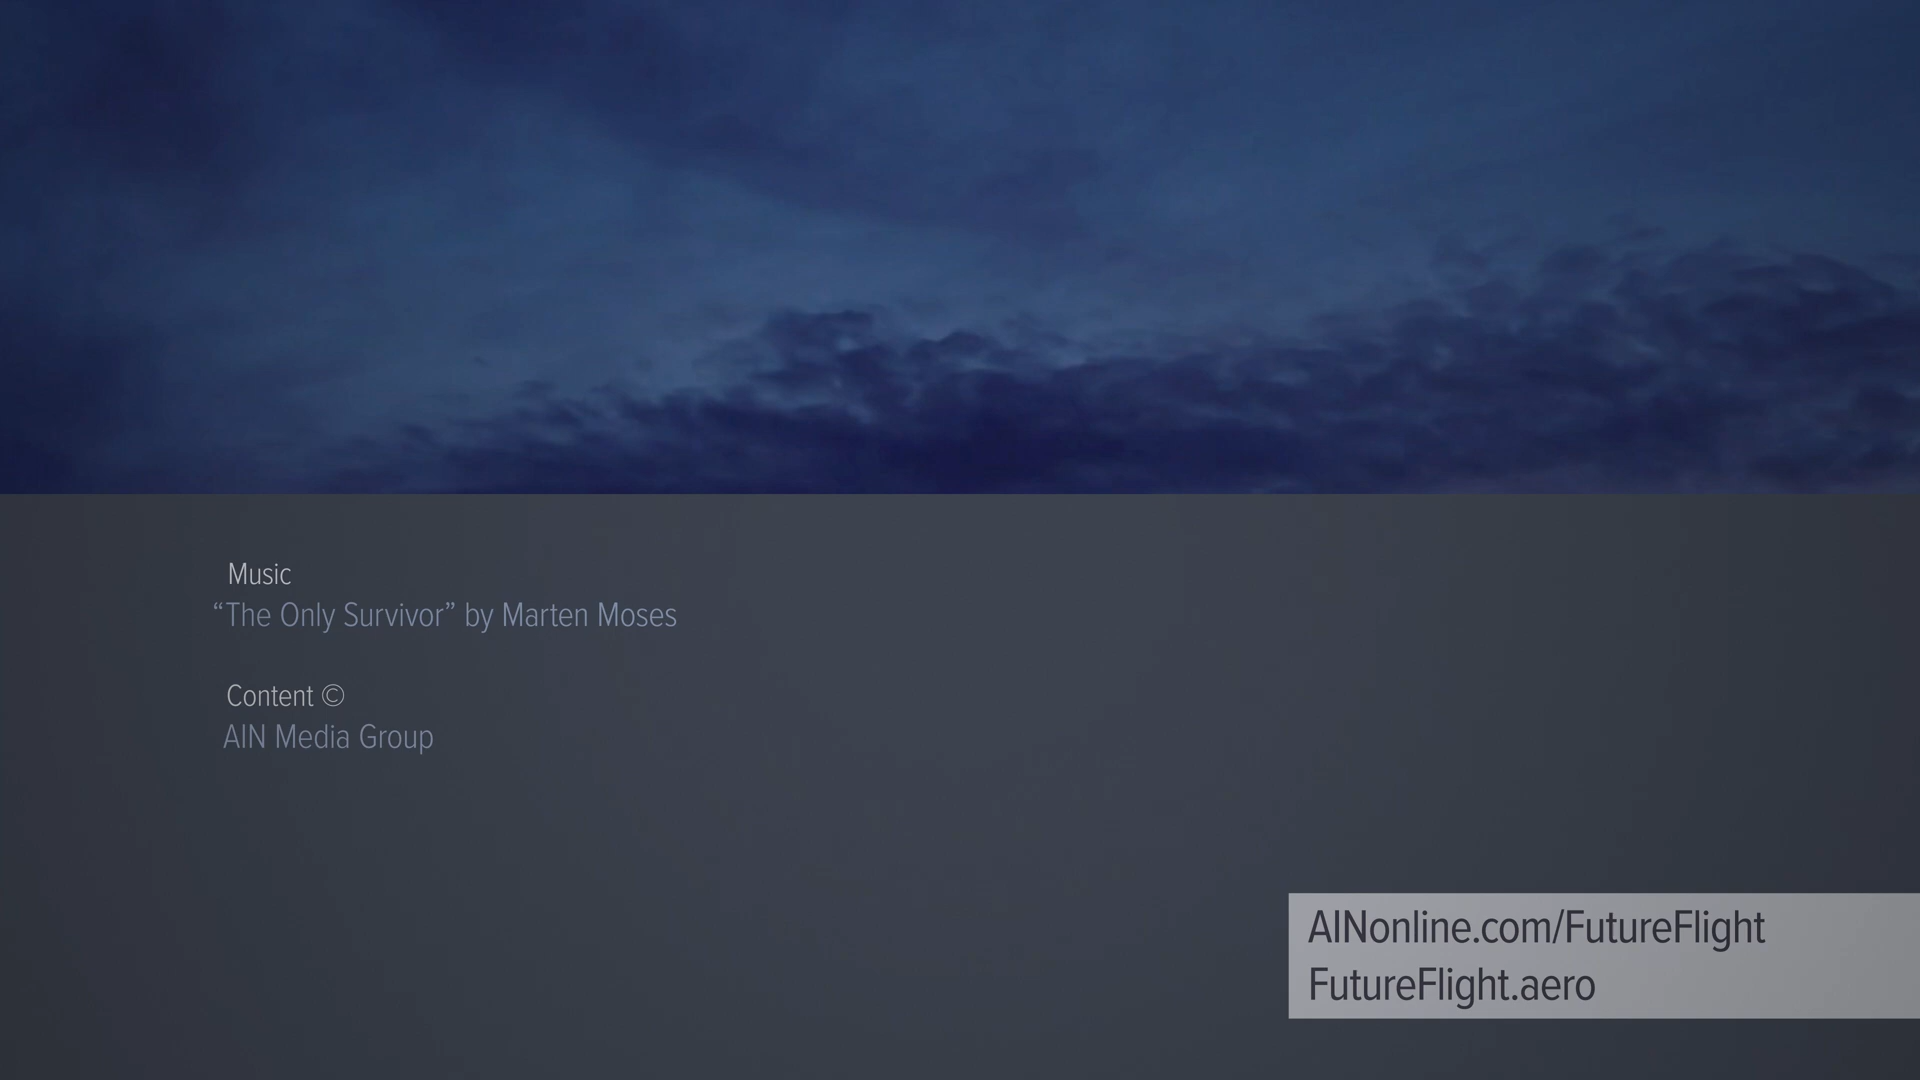 Music
“The Only Survivor” by Marten Moses
Content ©
AIN Media Group
AINonline.com/FutureFlight
FutureFlight.aero